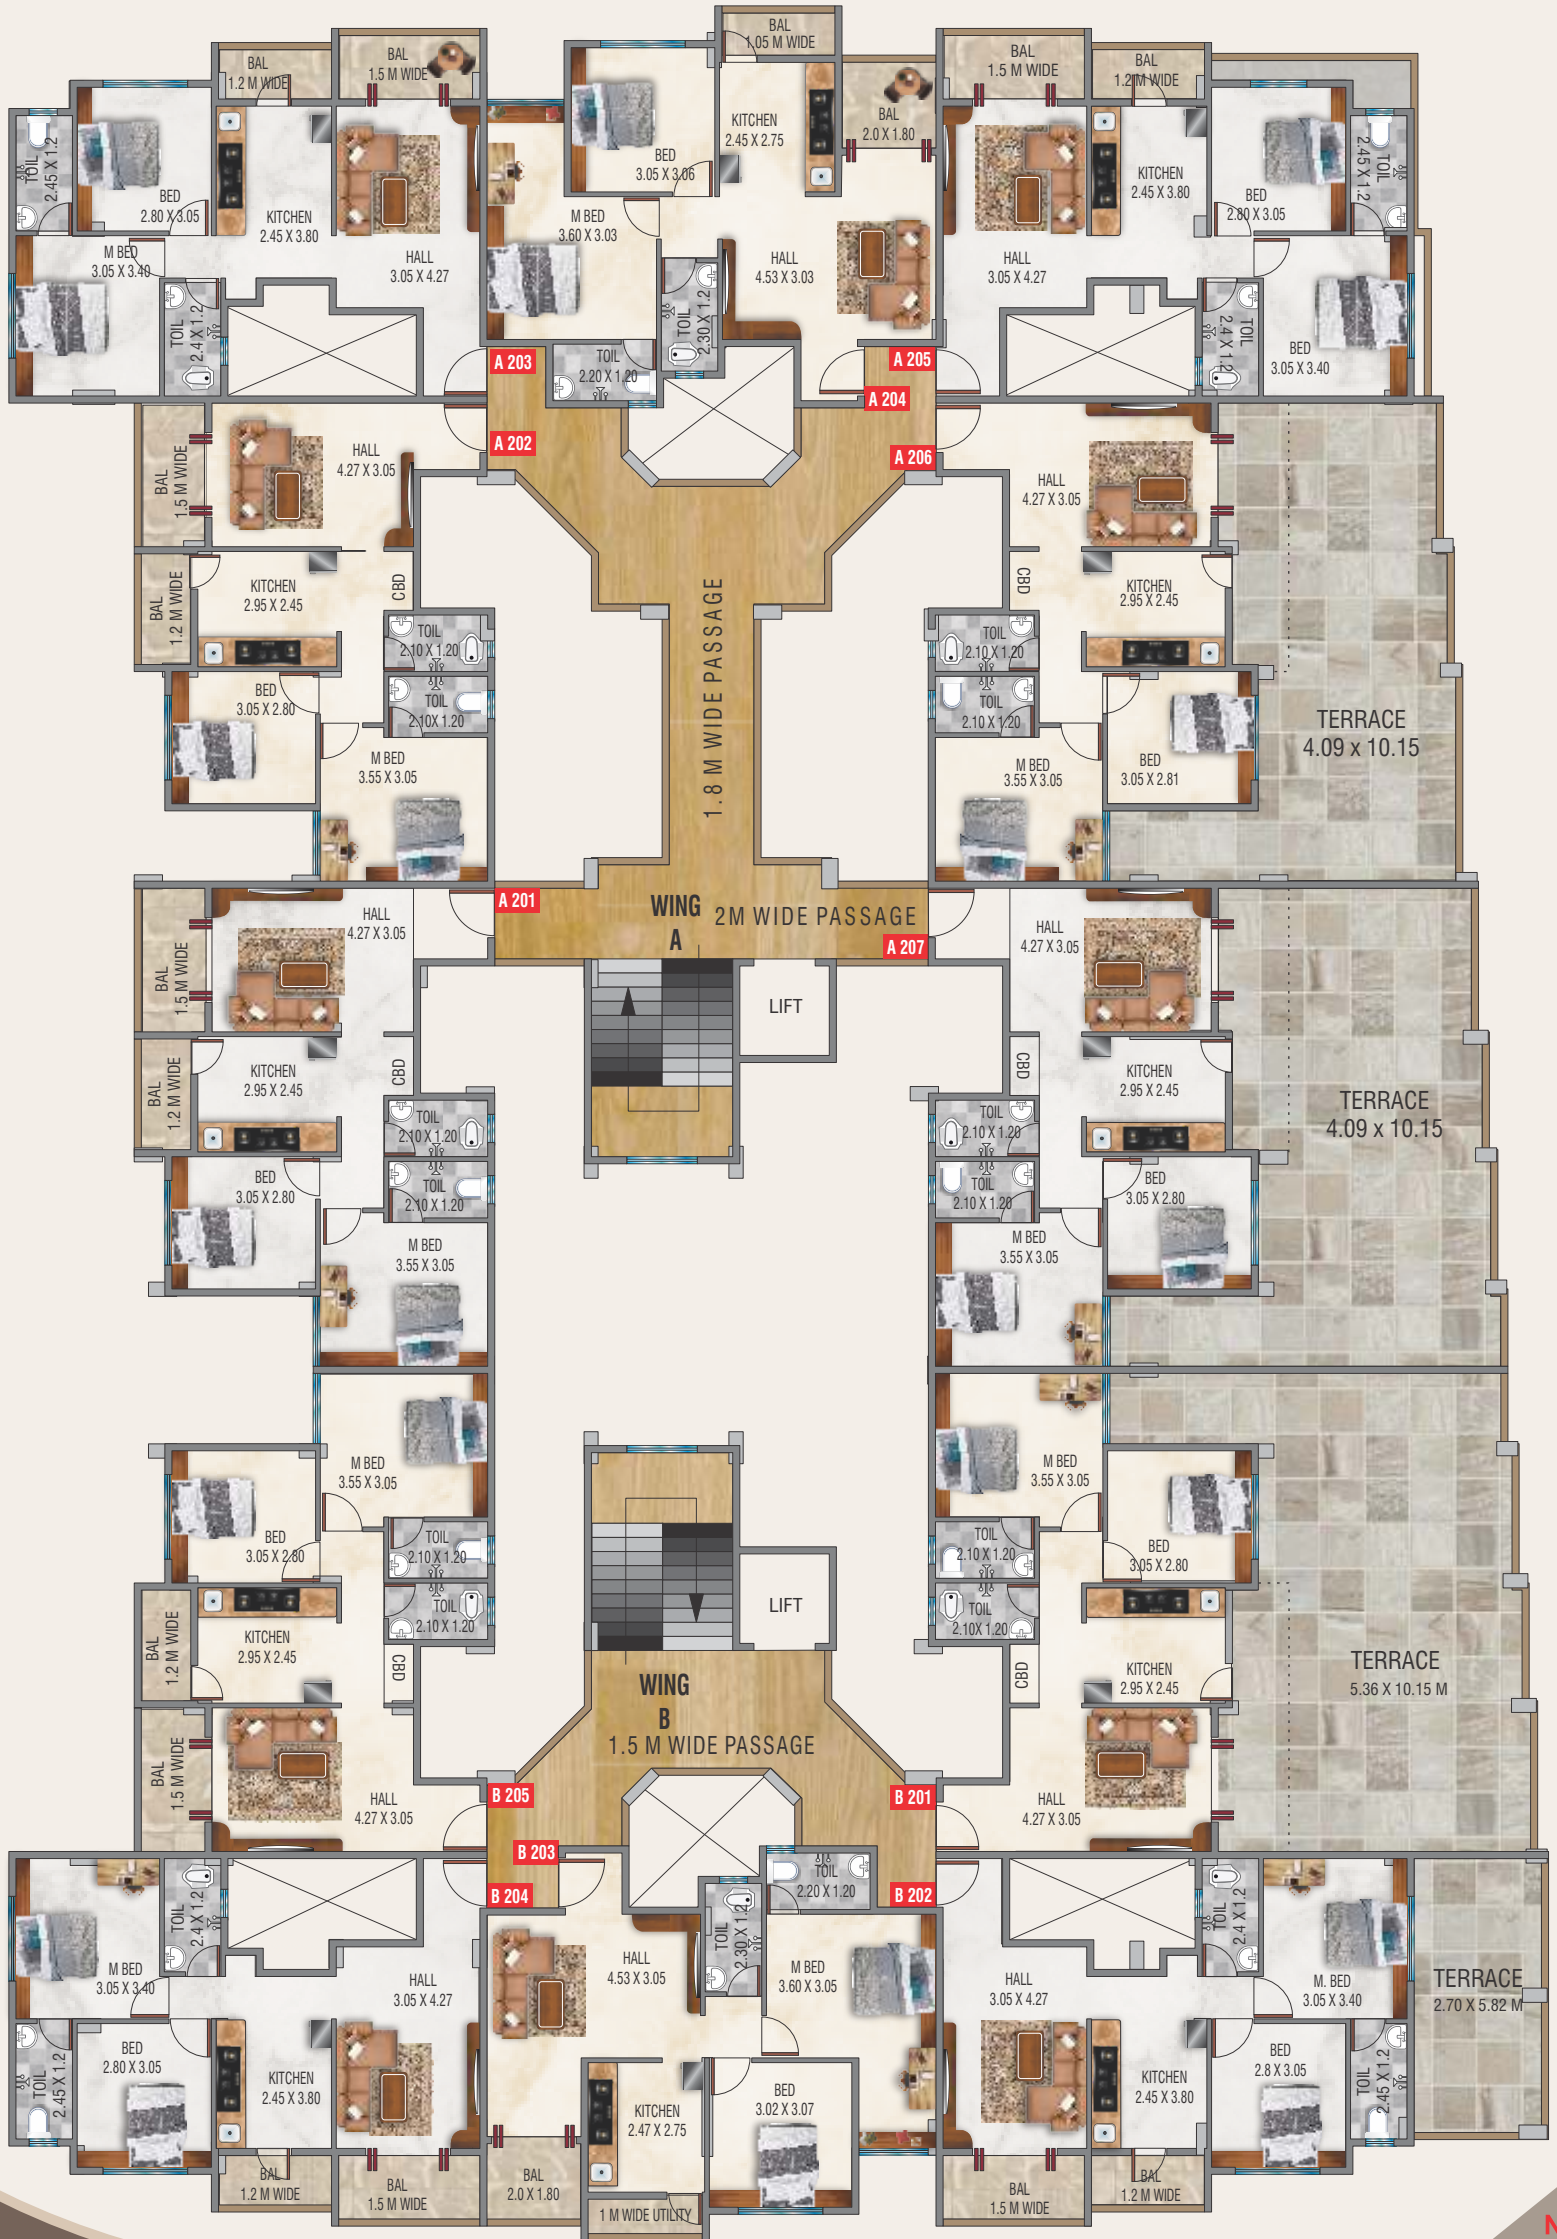 BAL
1.05 M WIDE
BAL
1.2 M WIDE
BAL
1.5 M WIDE
BAL
1.5 M WIDE
BAL
1.2 M WIDE
TOIL
2.45 X 1.2
BED
2.80 X 3.05
KITCHEN
2.45 X 3.80
HALL
3.05 X 4.27
M BED
3.05 X 3.40
TOIL
2.4 X 1.2
BED
3.05 X 3.06
M BED
3.60 X 3.03
KITCHEN
2.45 X 2.75
BAL
2.0 X 1.80
HALL
4.53 X 3.03
TOIL
2.30 X 1.2
TOIL
2.20 X 1.20
HALL
3.05 X 4.27
KITCHEN
2.45 X 3.80
BED
2.80 X 3.05
TOIL
2.45 X 1.2
TOIL
2.4 X 1.2
BED
3.05 X 3.40
A 203
A 205
A 204
A 202
A 206
BAL
1.5 M WIDE
HALL
4.27 X 3.05
BAL
1.2 M WIDE
KITCHEN
2.95 X 2.45
CBD
TOIL
2.10 X 1.20
TOIL
2.10X 1.20
BED
3.05 X 2.80
M BED
3.55 X 3.05
1.8 M WIDE PASSAGE
HALL
4.27 X 3.05
CBD
KITCHEN
2.95 X 2.45
TOIL
2.10 X 1.20
TOIL
2.10 X 1.20
M BED
3.55 X 3.05
BED
3.05 X 2.81
TERRACE
4.09 x 10.15
A 201
WING
A
2M WIDE PASSAGE
A 207
LIFT
BAL
1.5 M WIDE
HALL
4.27 X 3.05
BAL
1.2 M WIDE
KITCHEN
2.95 X 2.45
CBD
TOIL
2.10 X 1.20
TOIL
2.10 X 1.20
BED
3.05 X 2.80
M BED
3.55 X 3.05
HALL
4.27 X 3.05
CBD
KITCHEN
2.95 X 2.45
TOIL
2.10 X 1.20
TOIL
2.10 X 1.20
BED
3.05 X 2.80
M BED
3.55 X 3.05
TERRACE
4.09 x 10.15
M BED
3.55 X 3.05
BED
3.05 X 2.80
TOIL
2.10 X 1.20
TOIL
2.10 X 1.20
BAL
1.2 M WIDE
KITCHEN
2.95 X 2.45
CBD
BAL
1.5 M WIDE
HALL
4.27 X 3.05
LIFT
WING
B
1.5 M WIDE PASSAGE
M BED
3.55 X 3.05
BED
3.05 X 2.80
TOIL
2.10 X 1.20
TOIL
2.10X 1.20
CBD
KITCHEN
2.95 X 2.45
HALL
4.27 X 3.05
TERRACE
5.36 X 10.15 M
B 205
B 201
B 203
B 204
B 202
M BED
3.05 X 3.40
TOIL
2.4 X 1.2
HALL
3.05 X 4.27
TOIL
2.45 X 1.2
BED
2.80 X 3.05
KITCHEN
2.45 X 3.80
BAL
1.2 M WIDE
BAL
1.5 M WIDE
HALL
4.53 X 3.05
TOIL
2.30 X 1.2
TOIL
2.20 X 1.20
M BED
3.60 X 3.05
KITCHEN
2.47 X 2.75
BED
3.02 X 3.07
BAL
2.0 X 1.80
1 M WIDE UTILITY
HALL
3.05 X 4.27
TOIL
2.4 X 1.2
M. BED
3.05 X 3.40
KITCHEN
2.45 X 3.80
BED
2.8 X 3.05
TOIL
2.45 X 1.2
BAL
1.5 M WIDE
BAL
1.2 M WIDE
TERRACE
2.70 X 5.82 M
N